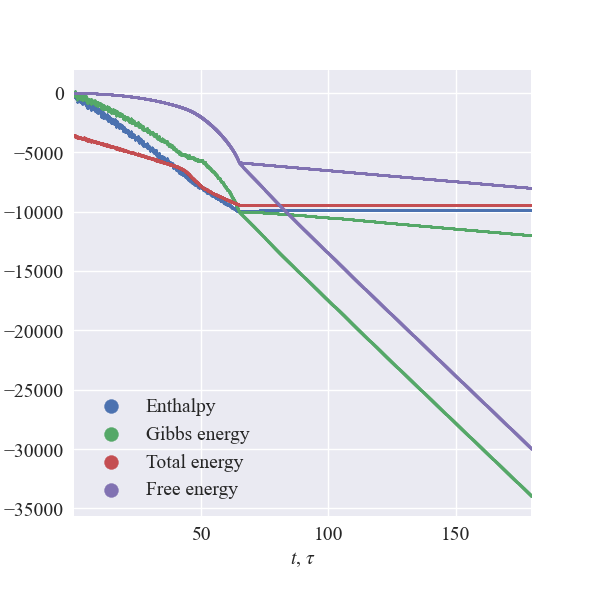 0
−5000
−10000
−15000
−20000
−25000
−30000
−35000
Enthalpy
Gibbs energy
Total energy
Free energy
50
100
150
t, τ